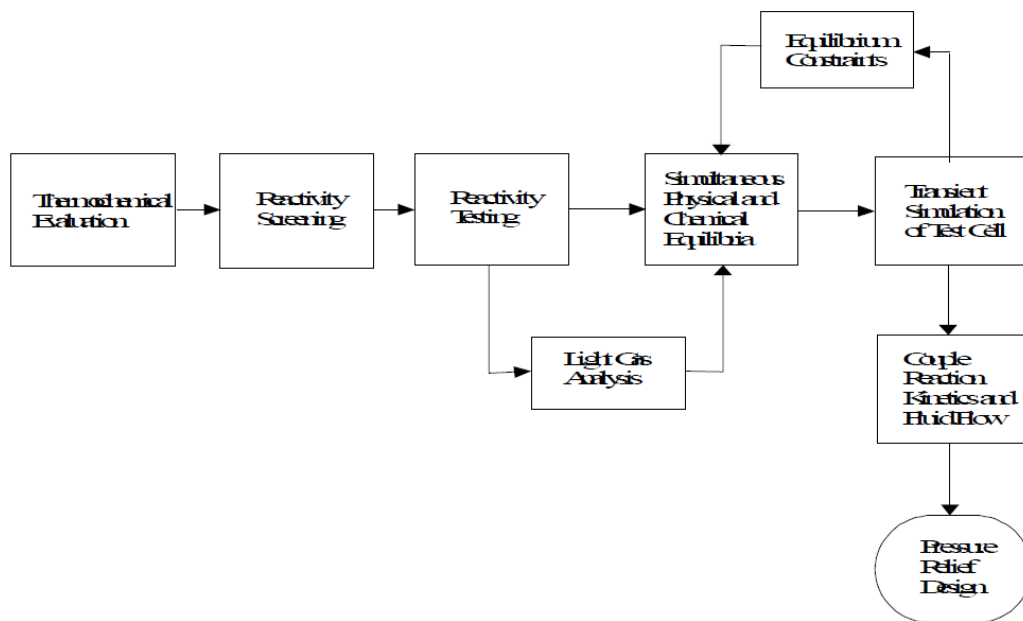 Equilibrium
Constraints
Thermochemical
Evaluation
Reactivity
Screening
Reactivity
Testing
Simultaneous
Physical and
Chemical
Equilibria
Transient
Simulation
of Test Cell
Light Gas
Analysis
Couple
Reaction
Kinetics and
Fluid Flow
Pressure
Relief
Design